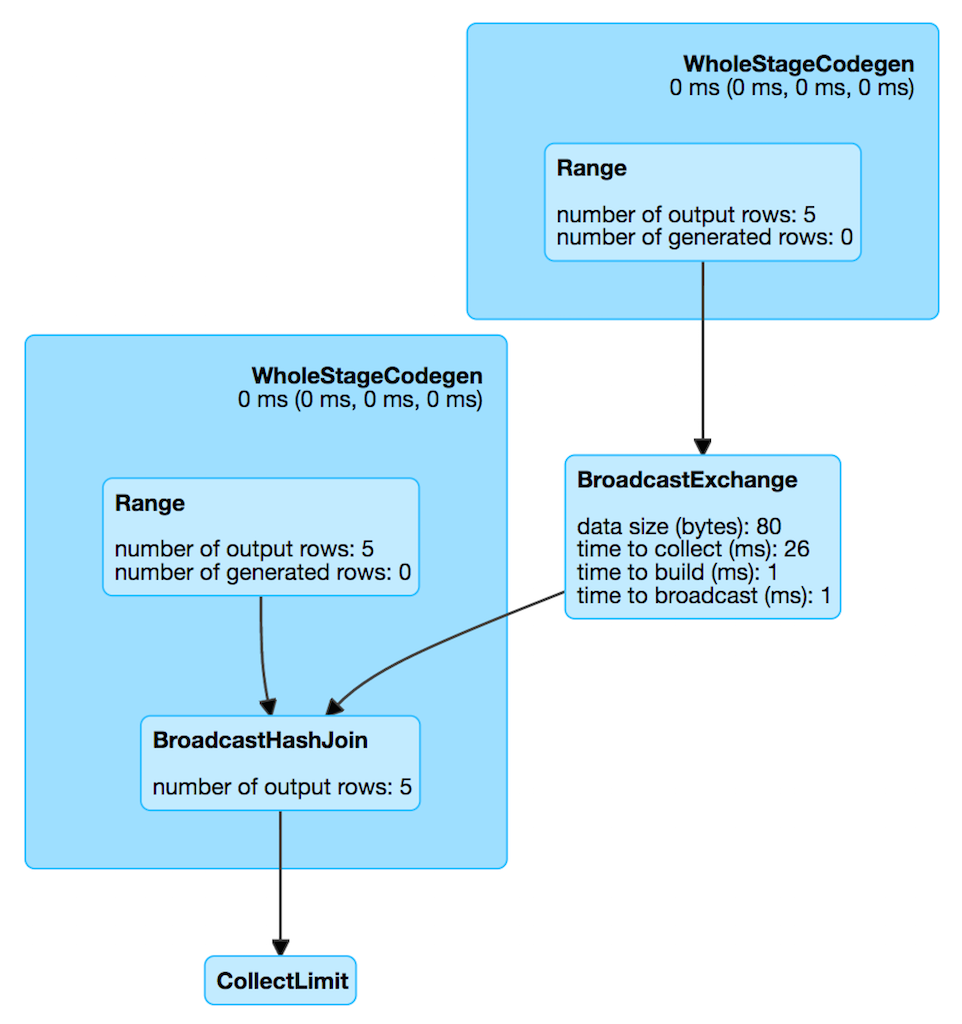 WholeStageCodegen
0 ms (0 ms, 0 ms, 0 ms)
Range
number of output rows: 5
number of generated rows: 0
WholeStageCodegen
0 ms (0 ms, 0 ms, 0 ms)
Range
number of output rows: 5
number of generated rows: 0
BroadcastExchange
data size (bytes): 80
time to collect (ms): 26
time to build (ms): 1
time to broadcast (ms): 1
BroadcastHashJoin
number of output rows: 5
CollectLimit